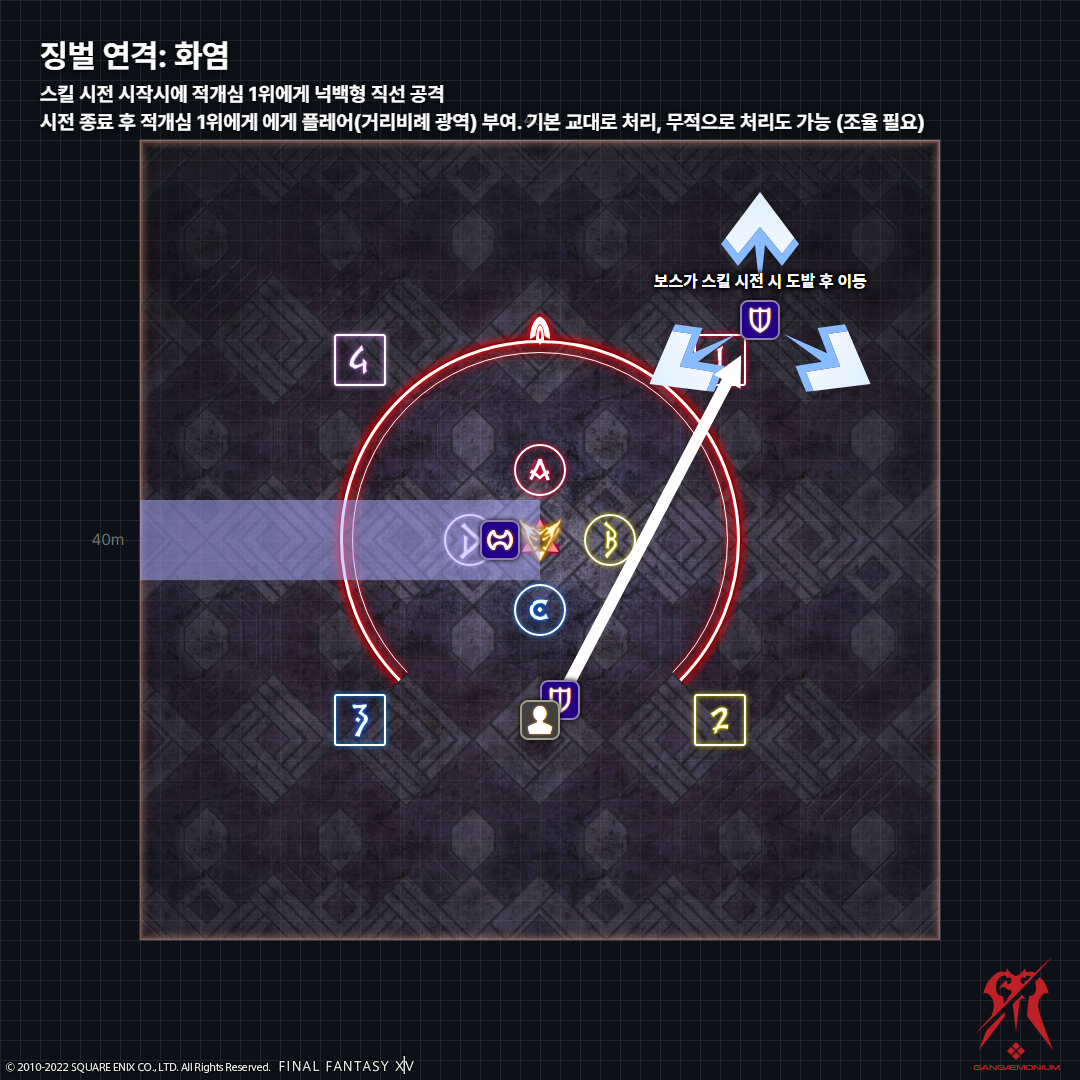 징벌 연격: 화염
스킬 시전 시작시에 적개심 1위에게 넉백형 직선 공격
시전 종료 후 적개심 1위에게 에게 플레어(거리비례 광역) 부여. 기본 교대로 처리, 무적으로 처리도 가능 (조율 필요)
보스가 스킬 시전 시 도발 후 이동
4
1
A
40m
D
B
C
3
2
GANGÆMONIUM
© 2010-2022 SQUARE ENIX CO., LTD. All Rights Reserved. FINAL FANTASY XIV